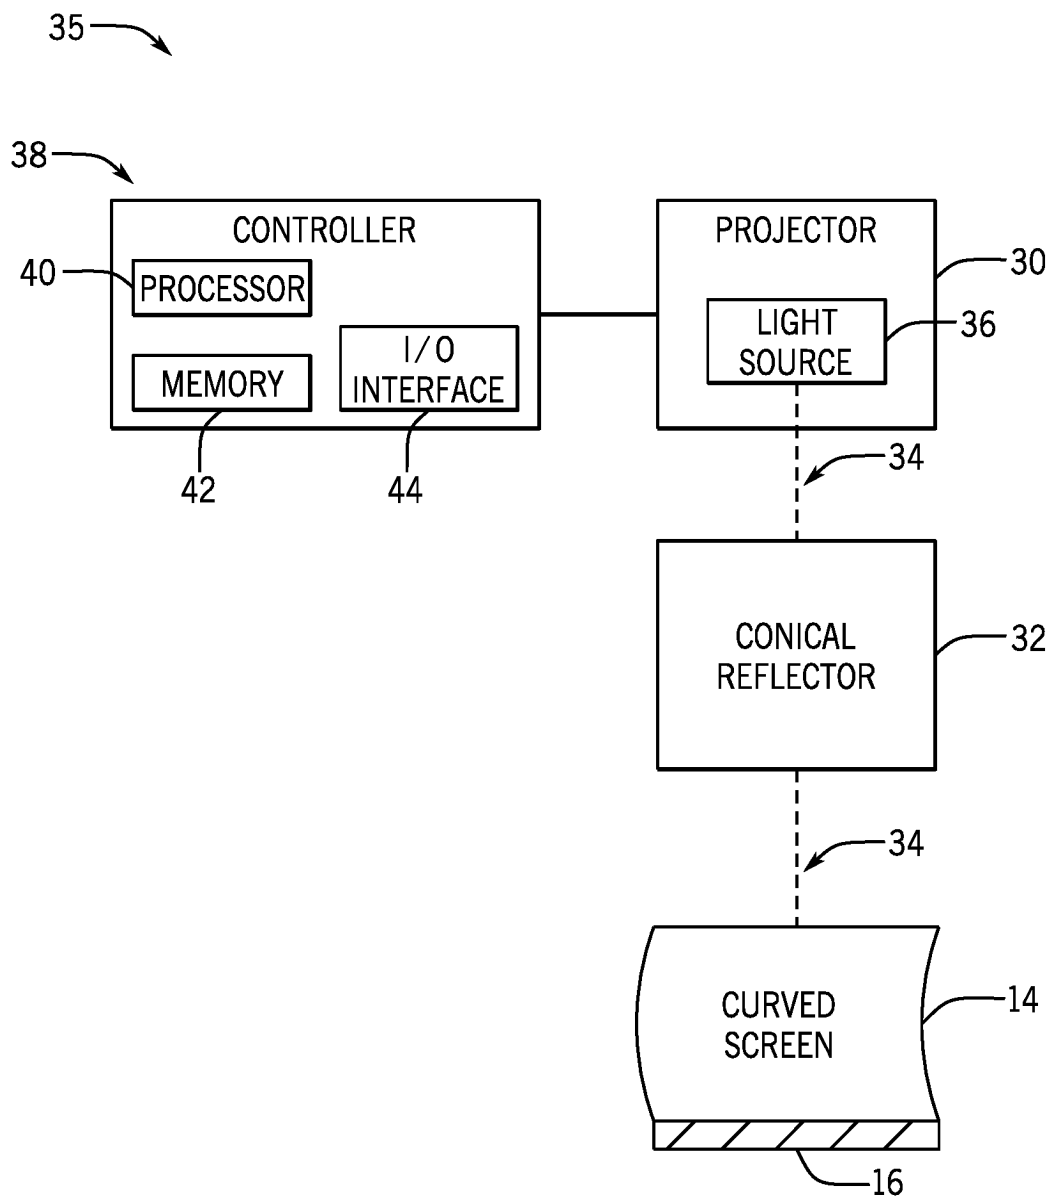 35
38
CONTROLLER
PROJECTOR
40
PROCESSOR
30
LIGHT
SOURCE
36
I/O
INTERFACE
MEMORY
42
44
34
CONICAL
REFLECTOR
32
34
CURVED
SCREEN
14
16